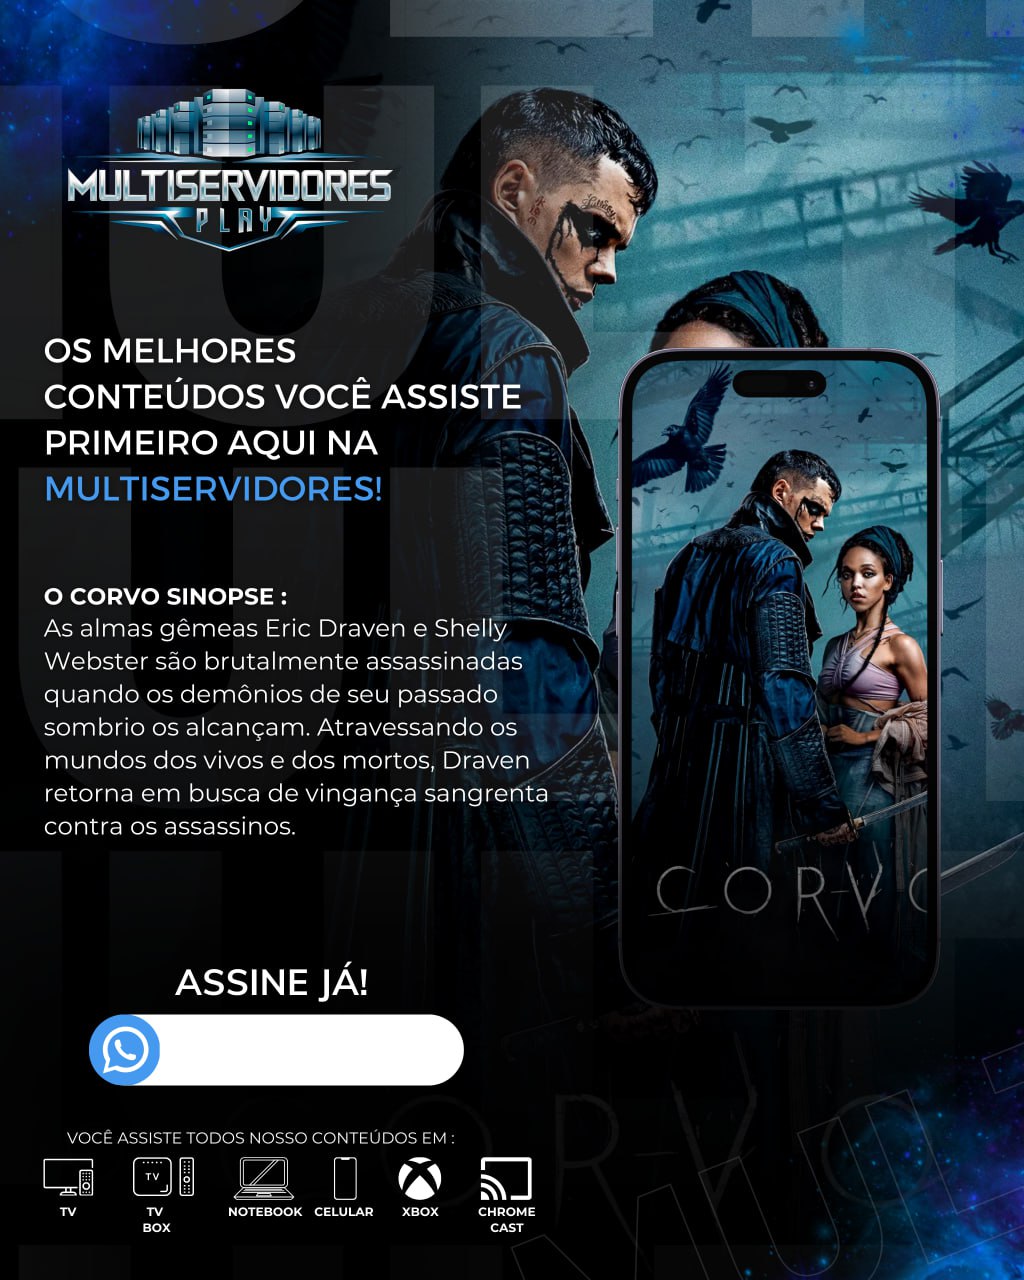 MULTISERVIDORES
PLAY
OS MELHORES
CONTEÚDOS VOCÊ ASSISTE
PRIMEIRO AQUI NA
MULTISERVIDORES!
O CORVO SINOPSE :
As almas gêmeas Eric Draven e Shelly
Webster são brutalmente assassinadas
quando os demônios de seu passado
sombrio os alcançam. Atravessando os
mundos dos vivos e dos mortos, Draven
retorna em busca de vingança sangrenta
contra os assassinos.
CORVO
ASSINE JÁ!
VOCÊ ASSISTE TODOS NOSSO CONTEÚDOS EM :
TV
TV
TV
BOX
NOTEBOOK
CELULAR
XBOX
CHROME
CAST